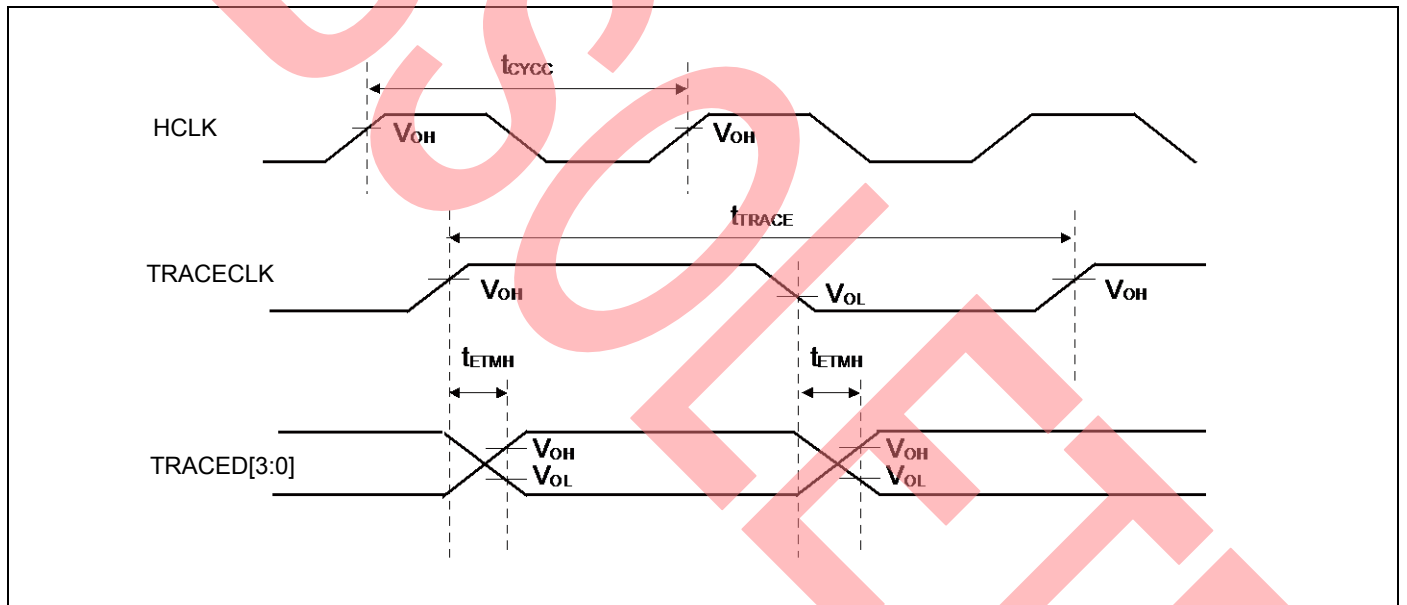 tCYCC
HCLK
VOH
VOH
tTRACE
TRACECLK
VOH
VOL
VOH
tETMH
tETMH
TRACED[3:0]
VOH
VOL
VOH
VOL